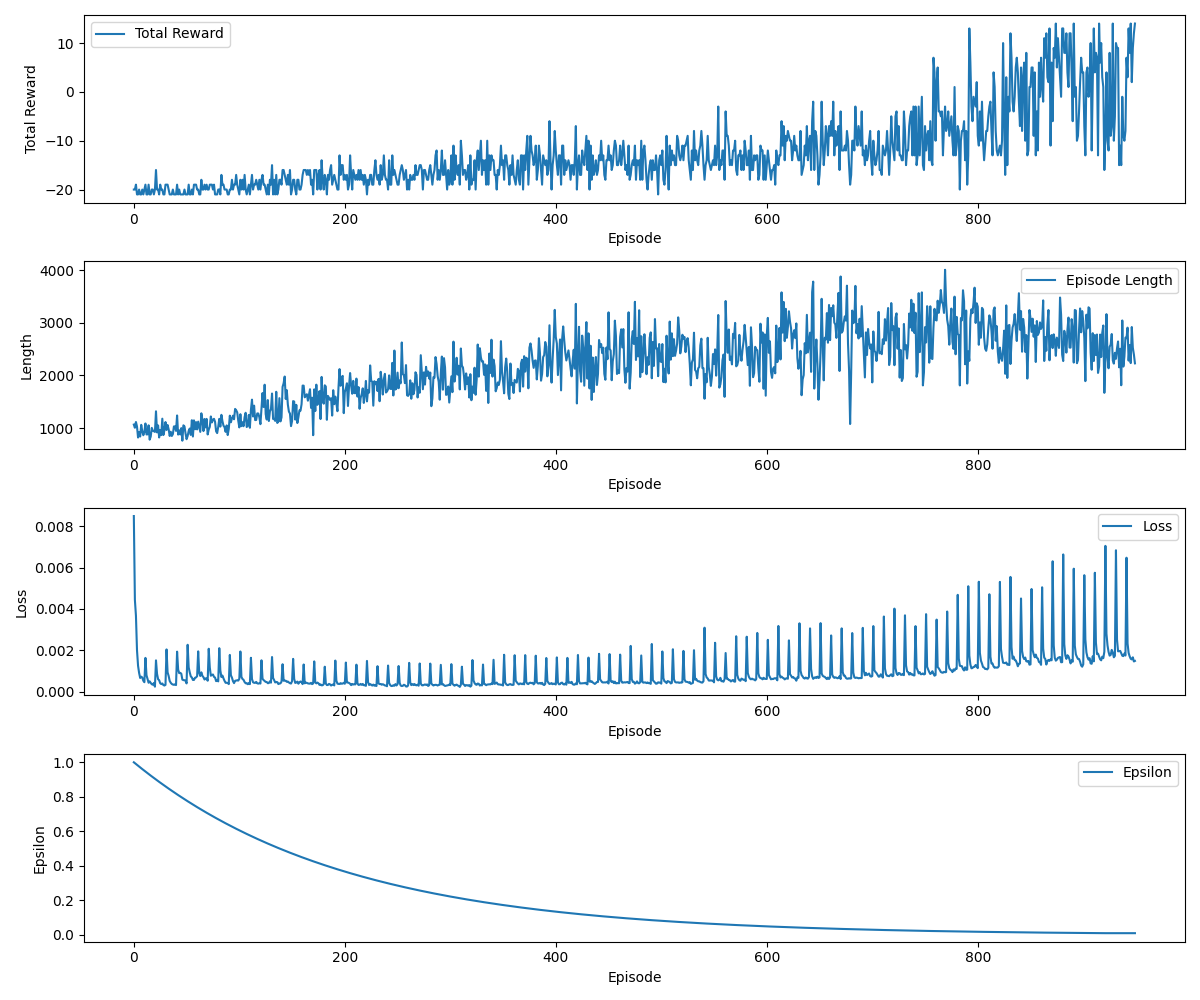 Total Reward
10
0
−10
−20
Total Reward
0 200 400 600 800
Episode
Episode Length
4000
3000
2000
1000
Length
0 200 400 600 800
Episode
Loss
0.008
0.006
0.004
0.002
0.000
Loss
0 200 400 600 800
Episode
Epsilon
1.0
0.8
0.6
0.4
0.2
0.0
Epsilon
0 200 400 600 800
Episode